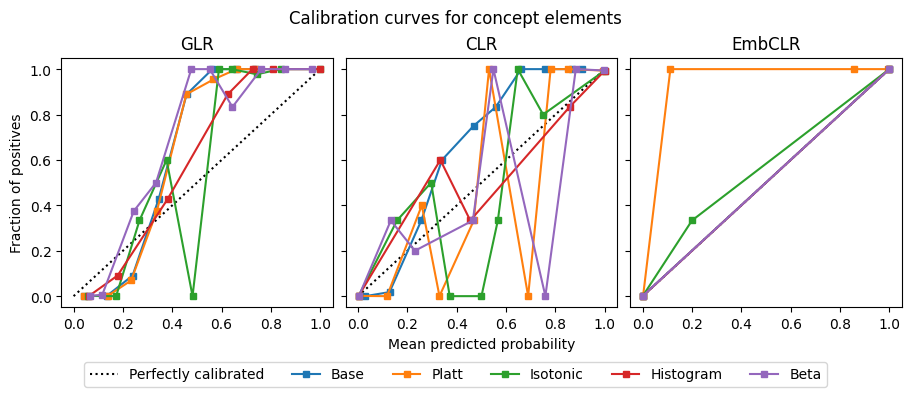 Calibration curves for concept elements
GLR
CLR
EmbCLR
Fraction of positives
1.0
0.8
0.6
0.4
0.2
0.0
0.0 0.2 0.4 0.6 0.8 1.0
0.0 0.2 0.4 0.6 0.8 1.0
0.0 0.2 0.4 0.6 0.8 1.0
Mean predicted probability
Perfectly calibrated Base Platt Isotonic Histogram Beta